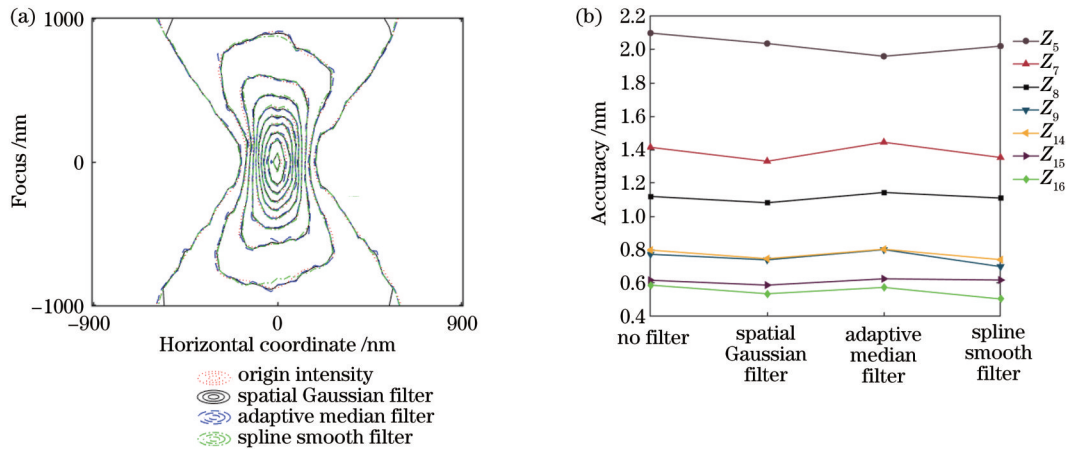 (a)
1000
0
-1000
Focus /nm
-900
0
900
Horizontal coordinate /nm
origin intensity
spatial Gaussian filter
adaptive median filter
spline smooth filter
(b)
2.2
2.0
1.8
1.6
1.4
1.2
1.0
0.8
0.6
0.4
Accuracy /nm
no filter
spatial
Gaussian
filter
adaptive
median
filter
spline
smooth
filter
Z5
Z7
Z8
Z9
Z14
Z15
Z16